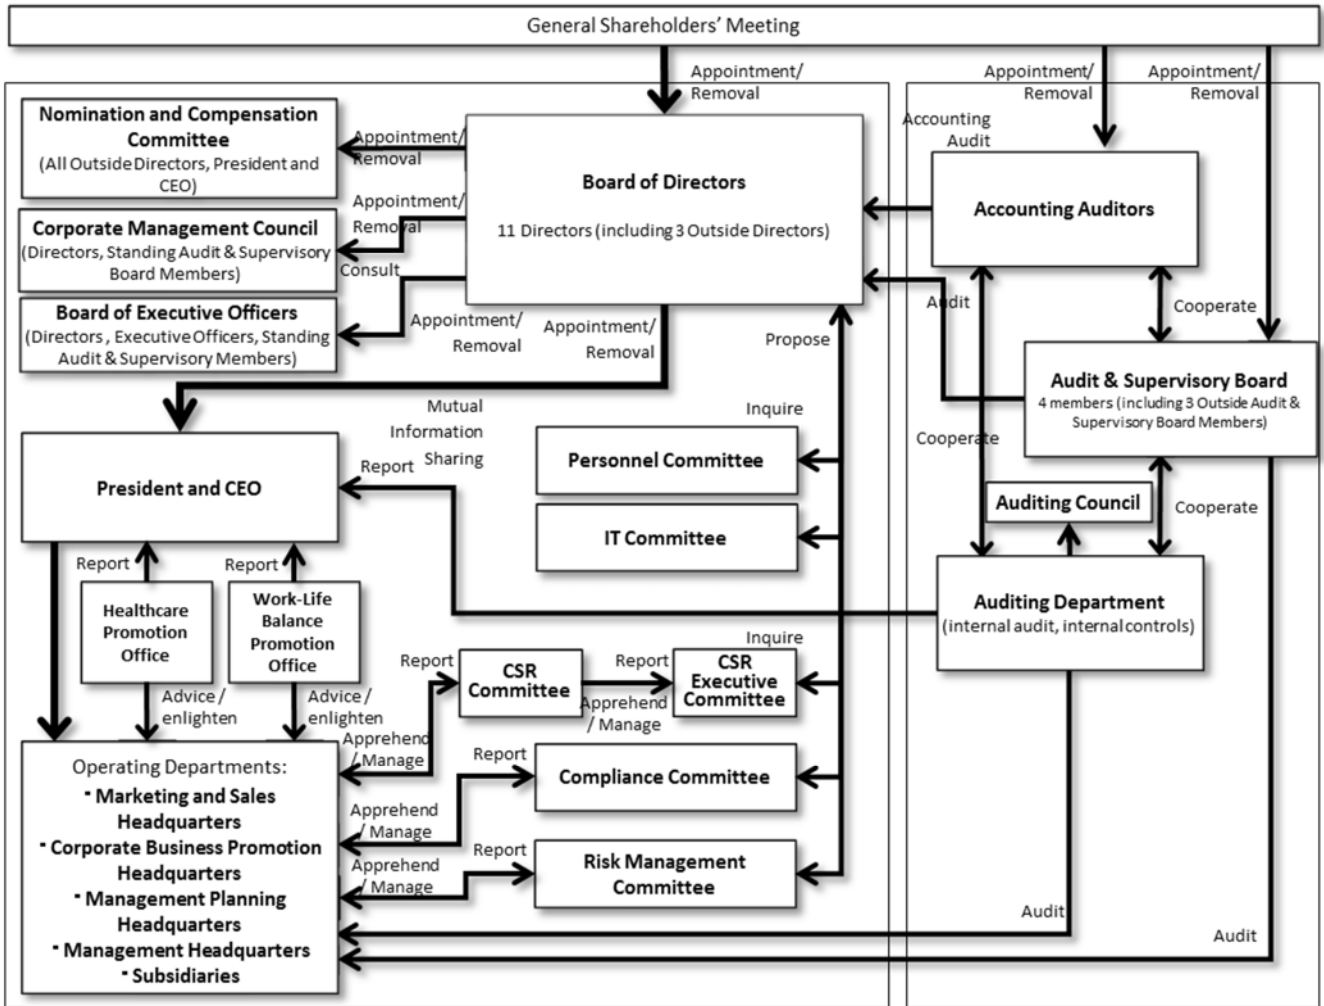 General Shareholders’ Meeting
Appointment/
Removal
Appointment/
Removal
Appointment/
Removal
Nomination and Compensation
Committee
(All Outside Directors, President and
CEO)
Appointment/
Removal
Corporate Management Council
(Directors, Standing Audit & Supervisory
Board Members)
Appointment/
Removal
Consult
Board of Executive Officers
(Directors , Executive Officers, Standing
Audit & Supervisory Members)
Appointment/
Removal
Board of Directors
11 Directors (including 3 Outside Directors)
Appointment/
Removal
Propose
Accounting
Audit
Accounting Auditors
Audit
Cooperate
Audit & Supervisory Board
4 members (including 3 Outside Audit &
Supervisory Board Members)
Cooperate
Auditing Council
Cooperate
Auditing Department
(internal audit, internal controls)
Mutual
Information
Sharing
Report
President and CEO
Inquire
Personnel Committee
IT Committee
Report
Report
Healthcare
Promotion
Office
Work-Life
Balance
Promotion
Office
Advice /
enlighten
Advice /
enlighten
Inquire
Report
CSR
Committee
Report
Apprehend
/ Manage
CSR
Executive
Committee
Apprehend
/ Manage
Report
Compliance Committee
Apprehend
/ Manage
Report
Risk Management
Committee
Apprehend
/ Manage
Operating Departments:
- Marketing and Sales
Headquarters
- Corporate Business Promotion
Headquarters
- Management Planning
Headquarters
- Management Headquarters
- Subsidiaries
Audit
Audit